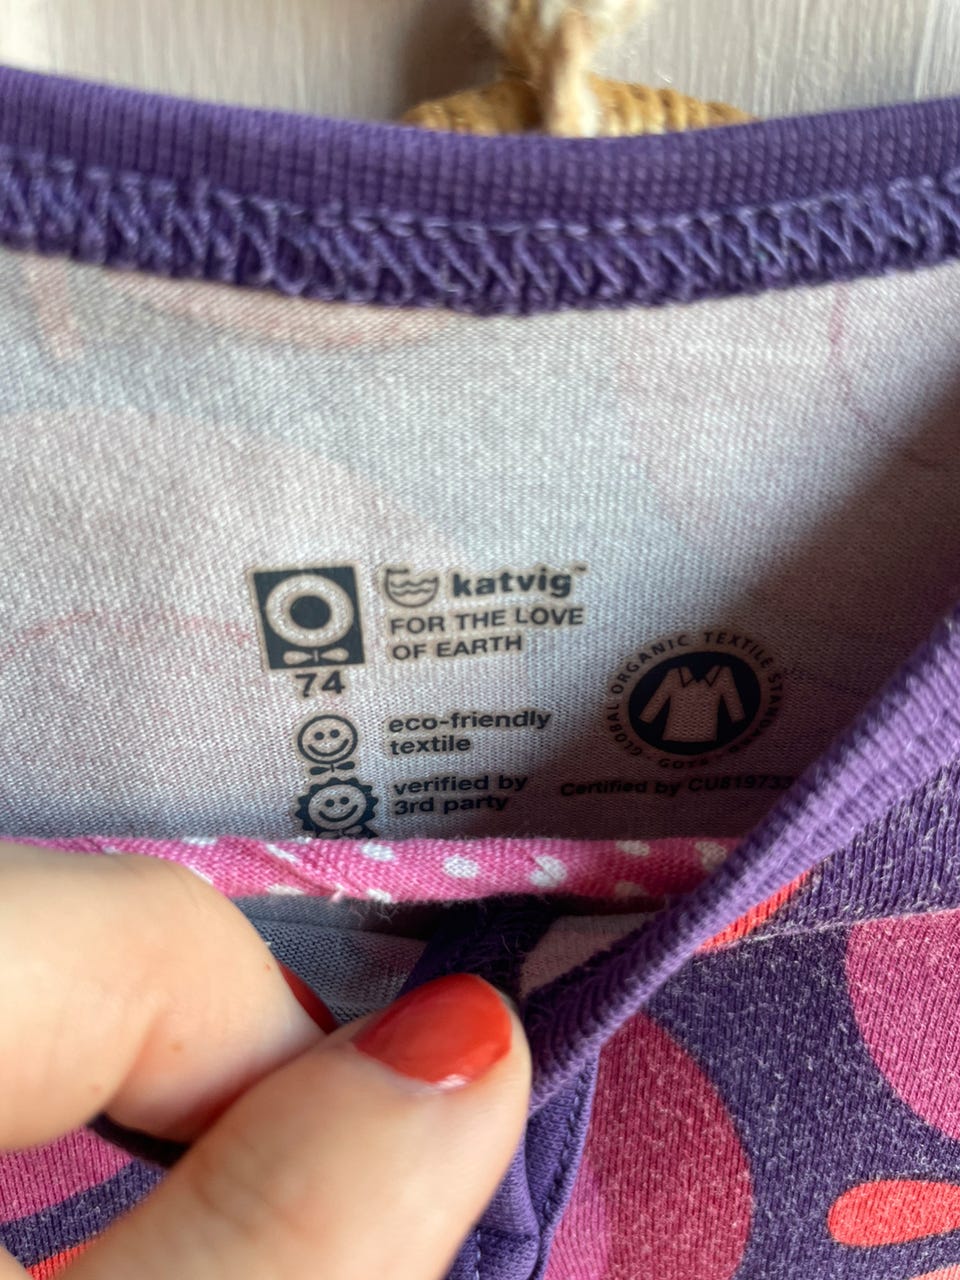 katvig™
FOR THE LOVE
OF EARTH
74
eco-friendly
textile
verified by
3rd party
GLOBAL ORGANIC TEXTILE STANDARD
· GOTS ·
Certified by